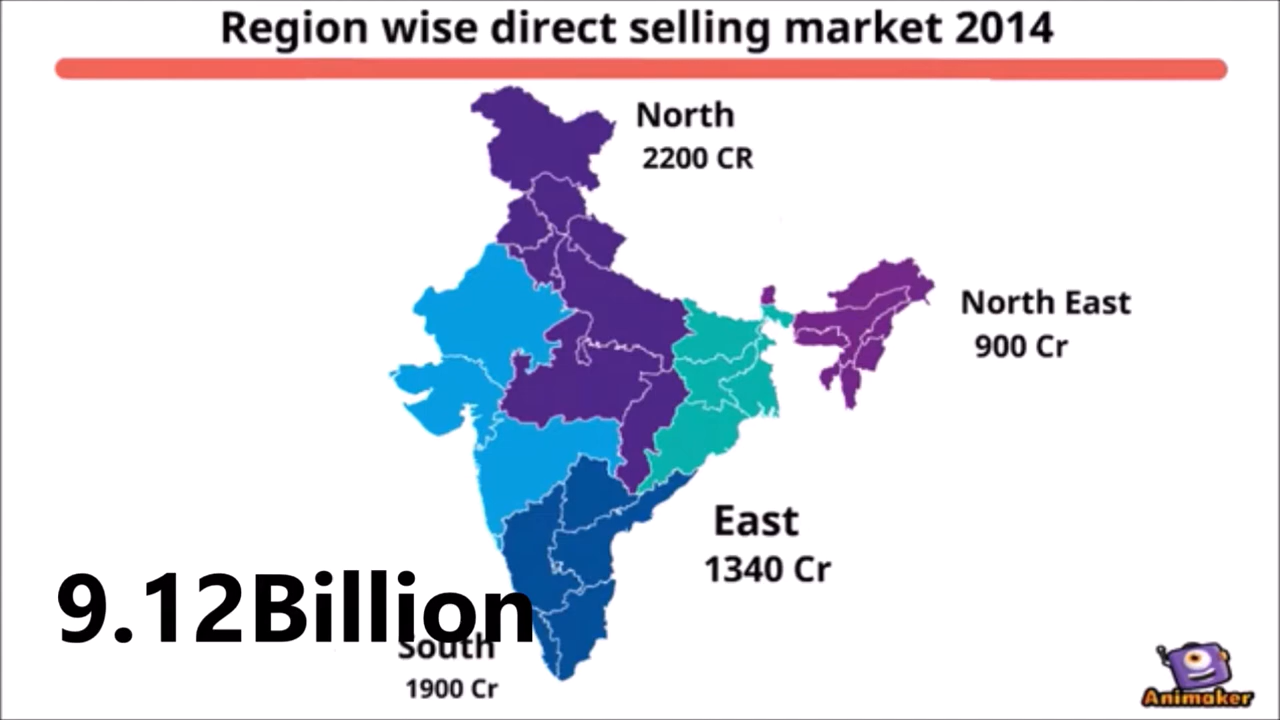 Region wise direct selling market 2014
North
2200 CR
North East
900 Cr
East
1340 Cr
9.12Billion
South
1900 Cr
Animaker